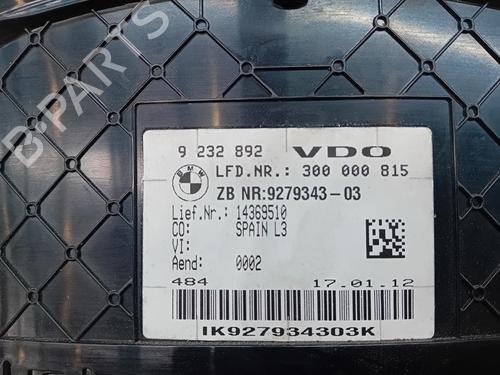 9 232 892 VDO
BMW
LFD.NR.: 300 000 815
ZB NR:9279343-03
Lief.Nr.: 14369510
CO: SPAIN L3
VI:
Aend: 0002
484 17.01.12
IK927934303K
B-PARTS